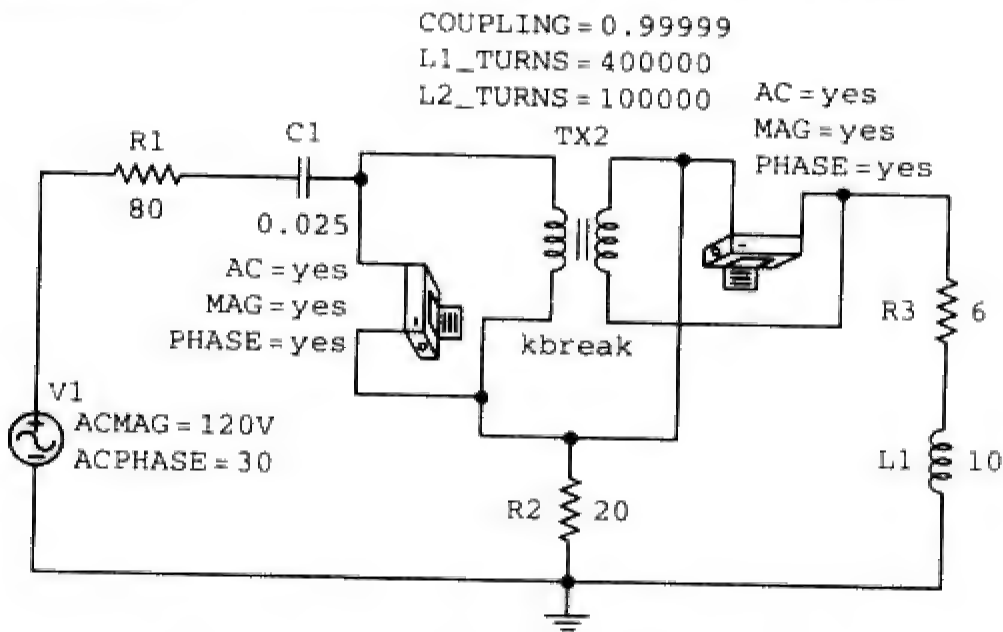 COUPLING = 0.99999
L1_TURNS = 400000
L2_TURNS = 100000
AC = yes
MAG = yes
PHASE = yes
TX2
R1
80
C1
0.025
AC = yes
MAG = yes
PHASE = yes
kbreak
R3
6
V1
ACMAG = 120V
ACPHASE = 30
R2
20
L1
10